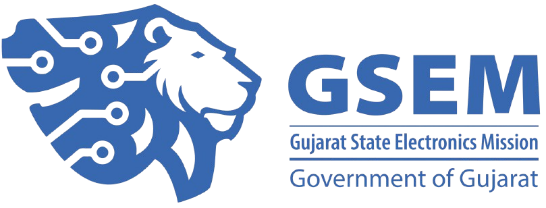 GSEM
Gujarat State Electronics Mission
Government of Gujarat